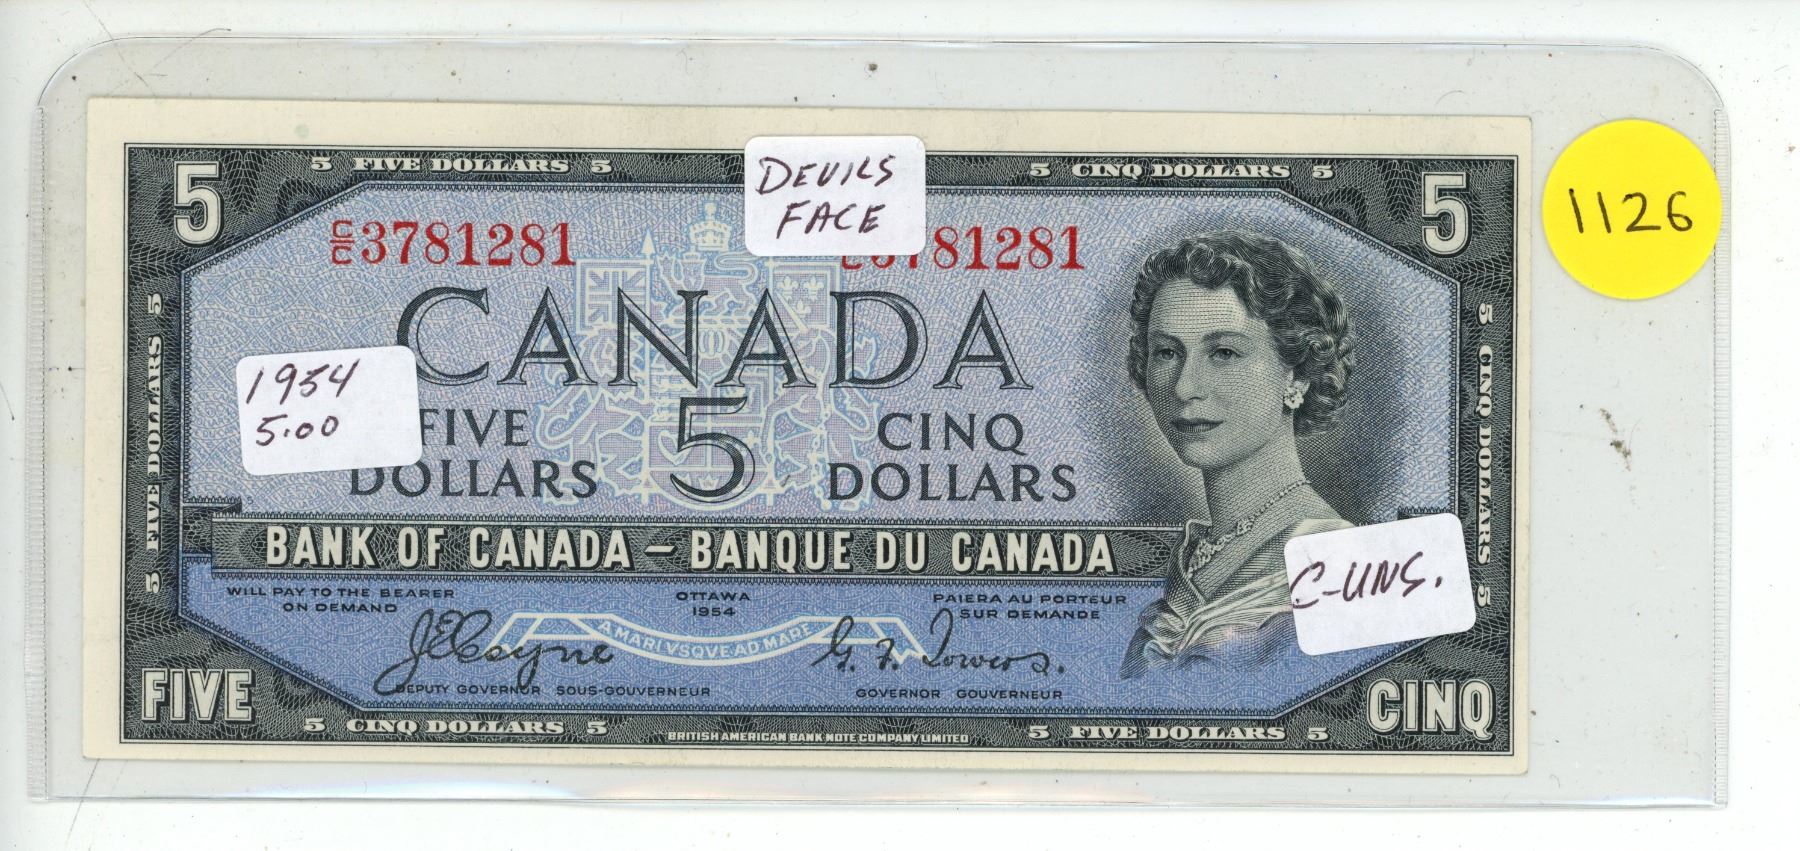 5 FIVE DOLLARS 5
5 CINQ DOLLARS 5
5
5
DEVILS
FACE
1126
C/C 3781281
81281
CANADA
1954
5.00
FIVE
DOLLARS
5
CINQ
DOLLARS
5 FIVE DOLLARS 5
5 CINQ DOLLARS 5
BANK OF CANADA – BANQUE DU CANADA
C-UNS.
WILL PAY TO THE BEARER
ON DEMAND
OTTAWA
1954
PAIERA AU PORTEUR
SUR DEMANDE
A MARI VSQVE AD MARE
J E Coyne
G. F. Towers.
DEPUTY GOVERNOR SOUS-GOUVERNEUR
GOVERNOR GOUVERNEUR
FIVE
CINQ
5 CINQ DOLLARS 5
BRITISH AMERICAN BANK NOTE COMPANY LIMITED
5 FIVE DOLLARS 5